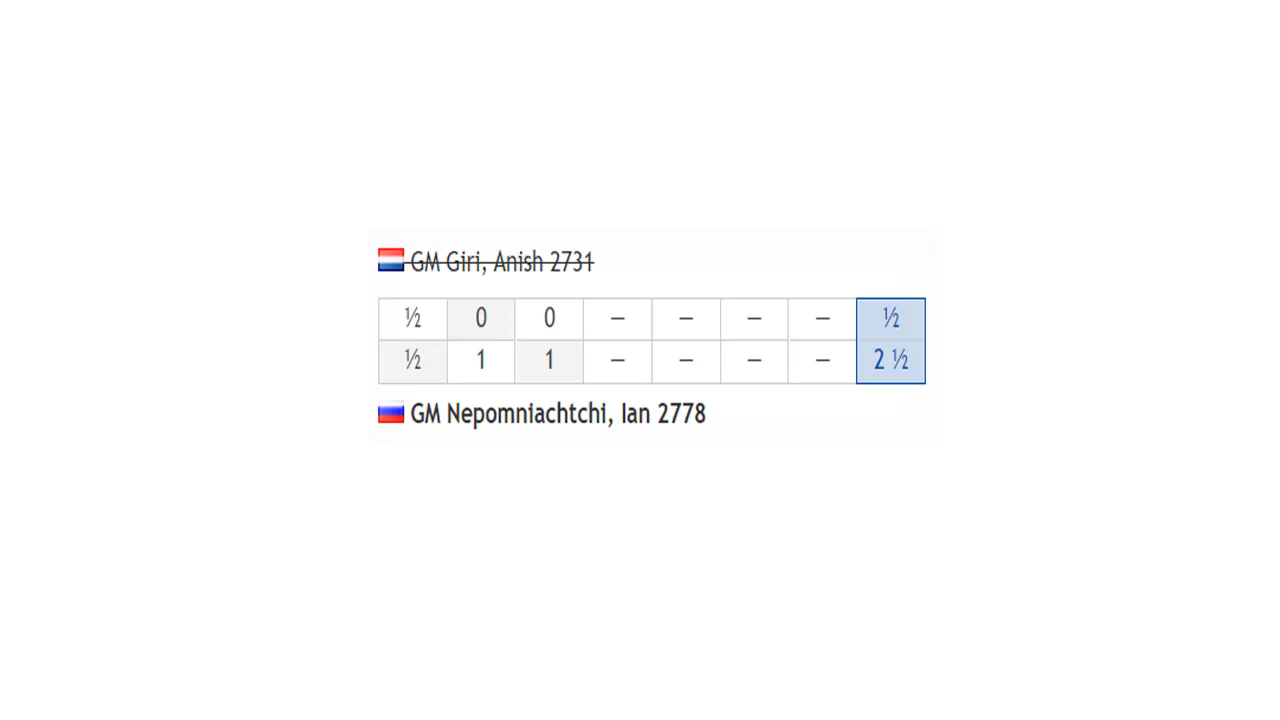 GM Giri, Anish 2731
½ 0 0 – – – – ½
½ 1 1 – – – – 2 ½
GM Nepomniachtchi, Ian 2778